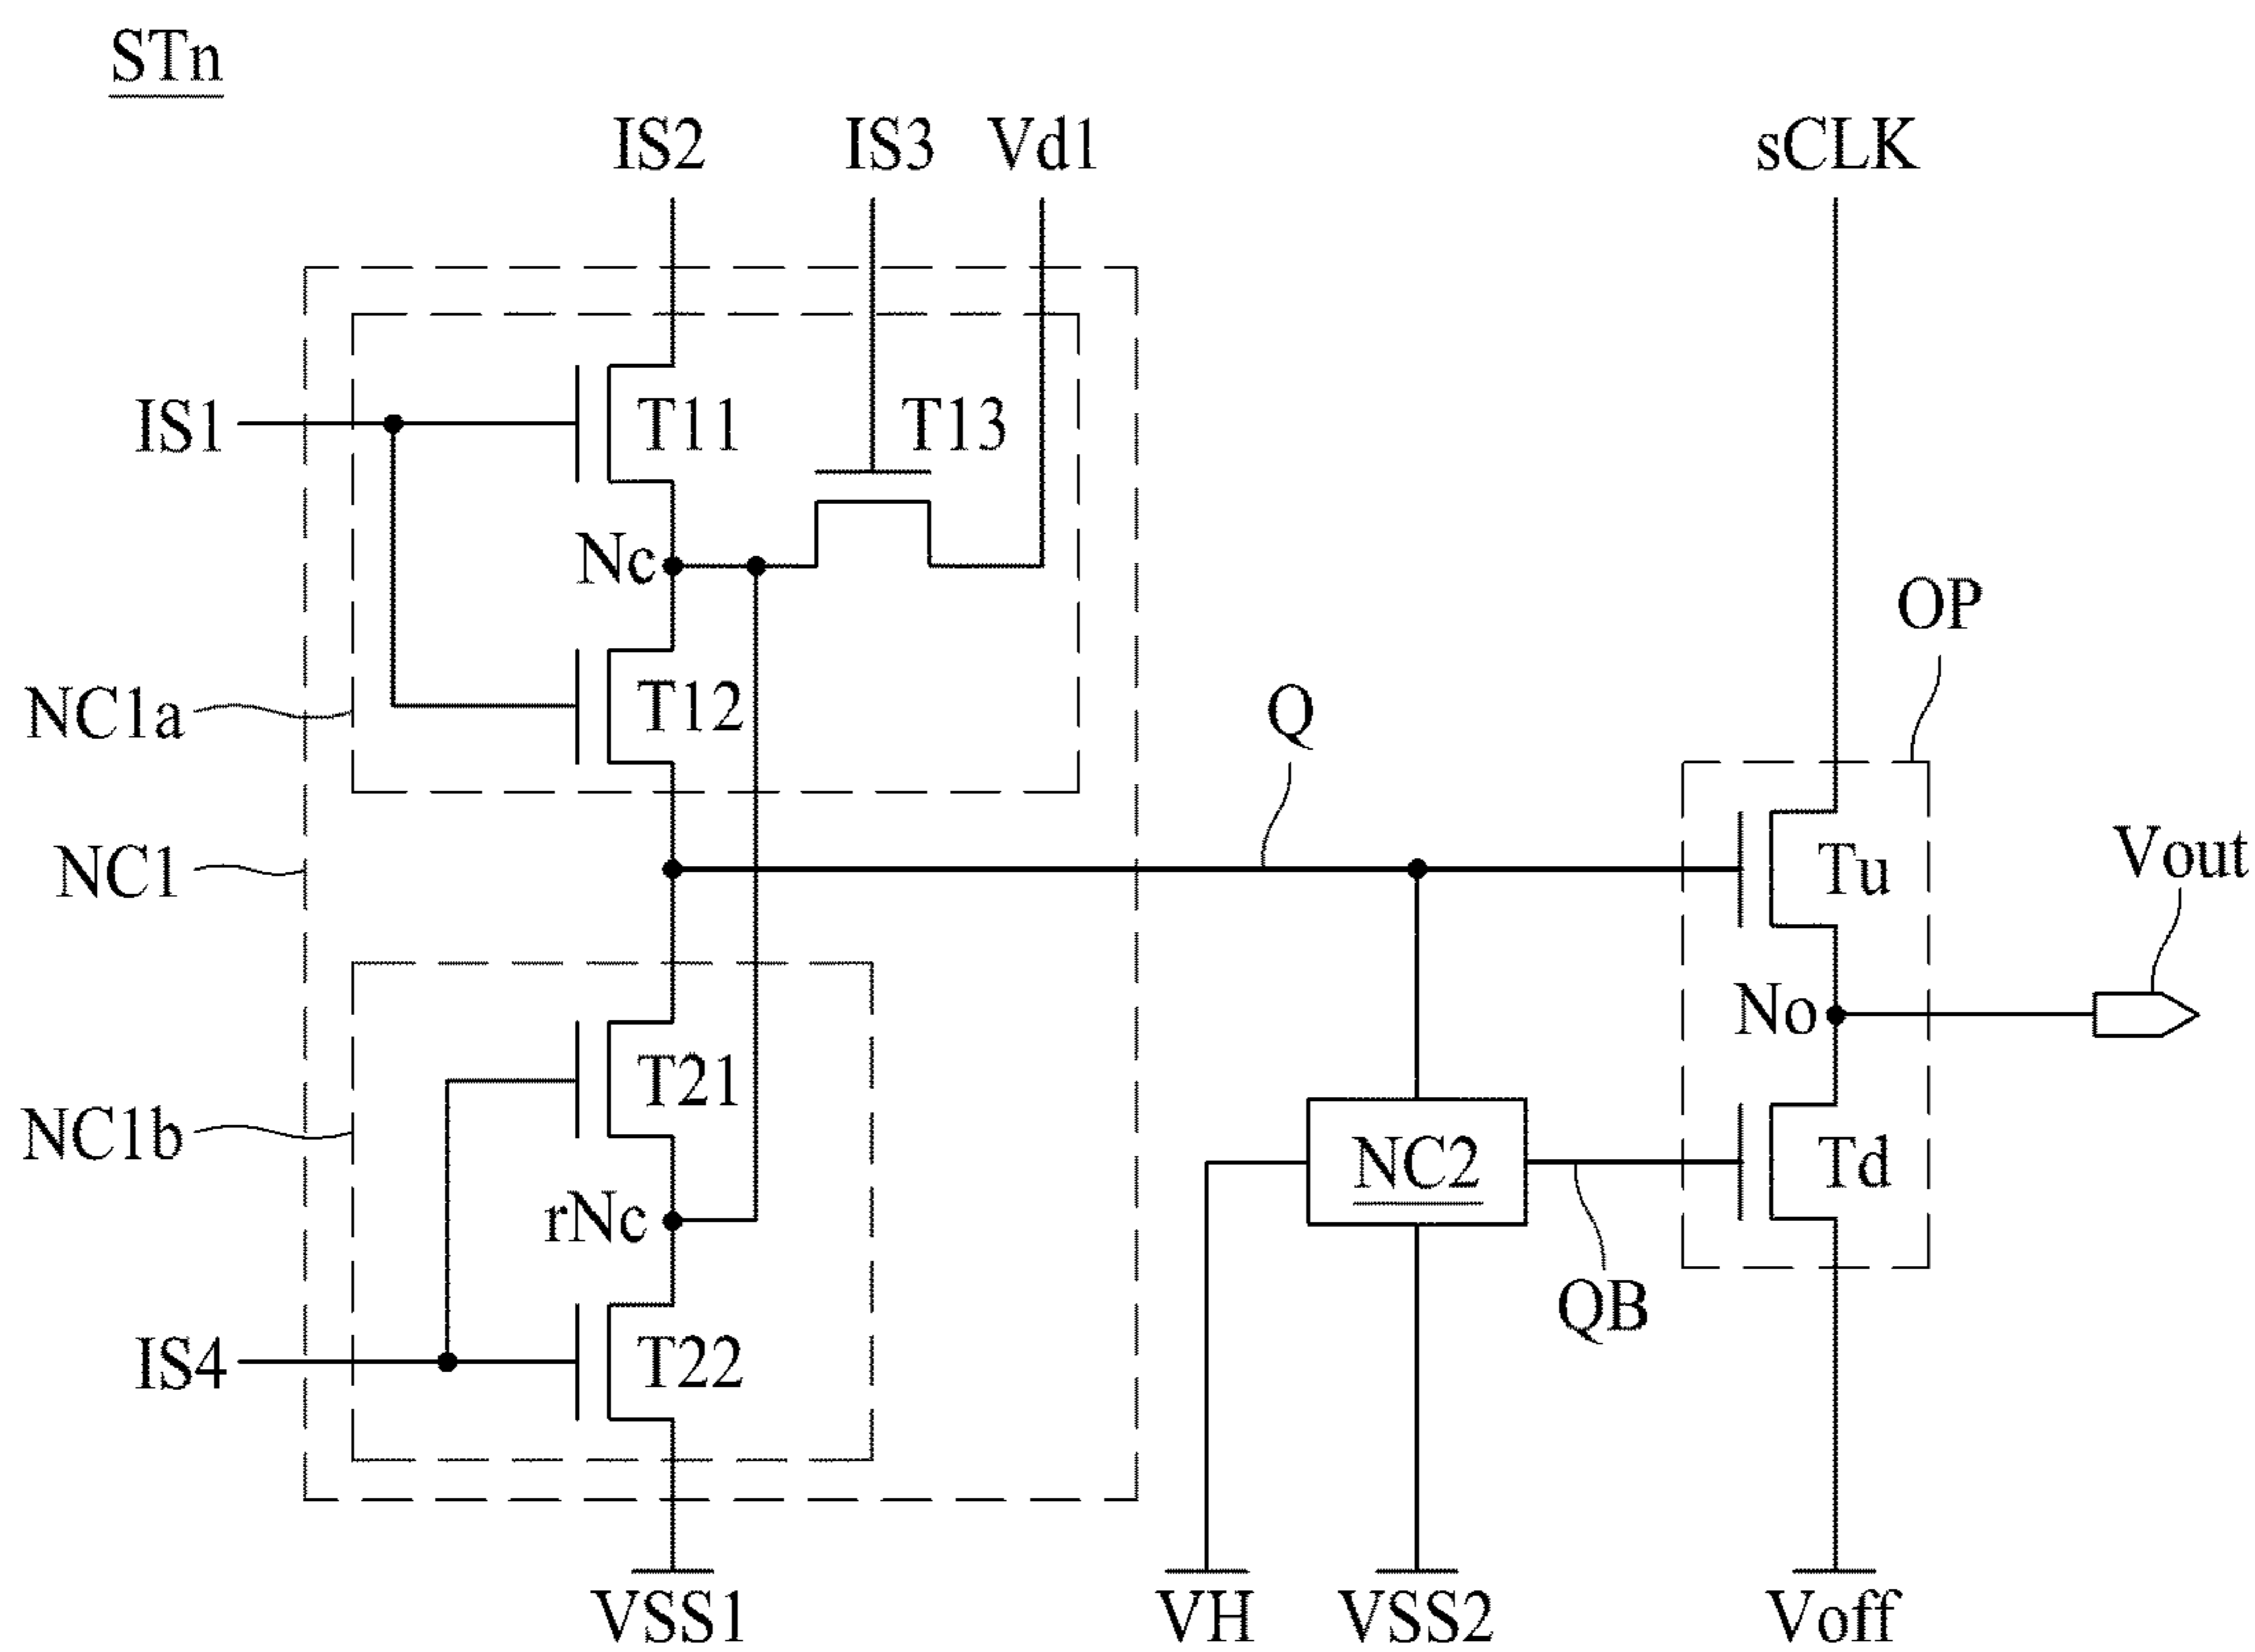 STn
IS2
IS3
Vd1
sCLK
IS1
T11
T13
Nc
OP
NC1a
T12
Q
NC1
Tu
Vout
No
NC1b
T21
NC2
Td
rNc
QB
IS4
T22
VSS1
VH
VSS2
Voff